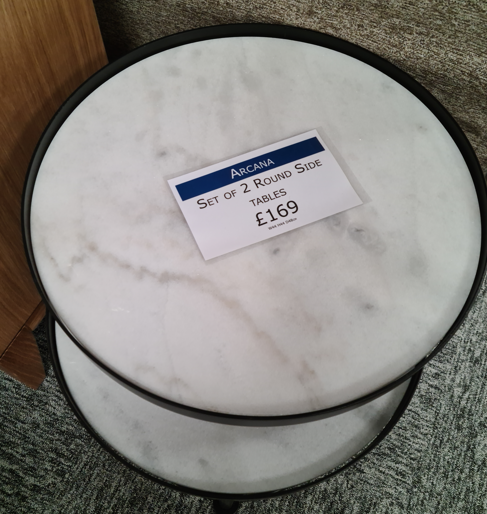 ARCANA
SET OF 2 ROUND SIDE
TABLES
£169